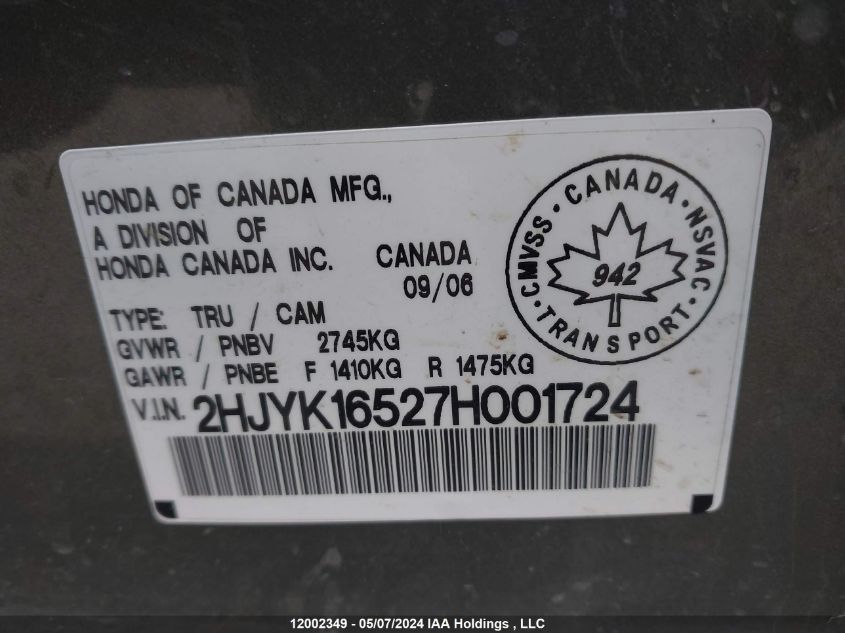 HONDA OF CANADA MFG.,
A DIVISION OF
HONDA CANADA INC. CANADA
09/06
TYPE: TRU / CAM
GVWR / PNBV 2745KG
GAWR / PNBE F 1410KG R 1475KG
V.I.N. 2HJYK16527H001724
CMVSS · CANADA · NSVAC
942
· TRANSPORT ·
12002349 - 05/07/2024 IAA Holdings , LLC